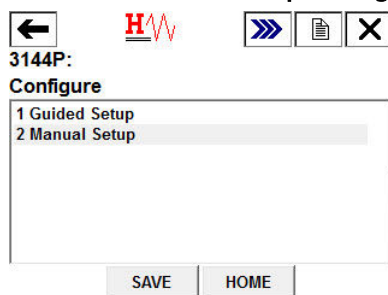 H
3144P:
Configure
1 Guided Setup
2 Manual Setup
SAVE HOME